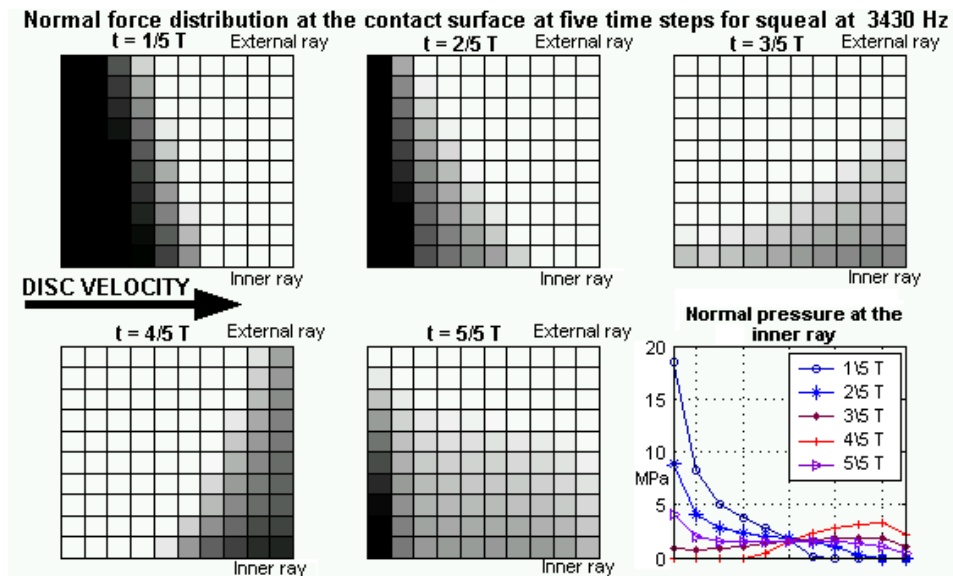 Normal force distribution at the contact surface at five time steps for squeal at 3430 Hz
t = 1/5 T External ray
t = 2/5 T External ray
t = 3/5 T External ray
Inner ray
Inner ray
Inner ray
DISC VELOCITY
t = 4/5 T External ray
t = 5/5 T External ray
Normal pressure at the
inner ray
20
15
10
MPa
5
0
1\5 T
2\5 T
3\5 T
4\5 T
5\5 T
Inner ray
Inner ray